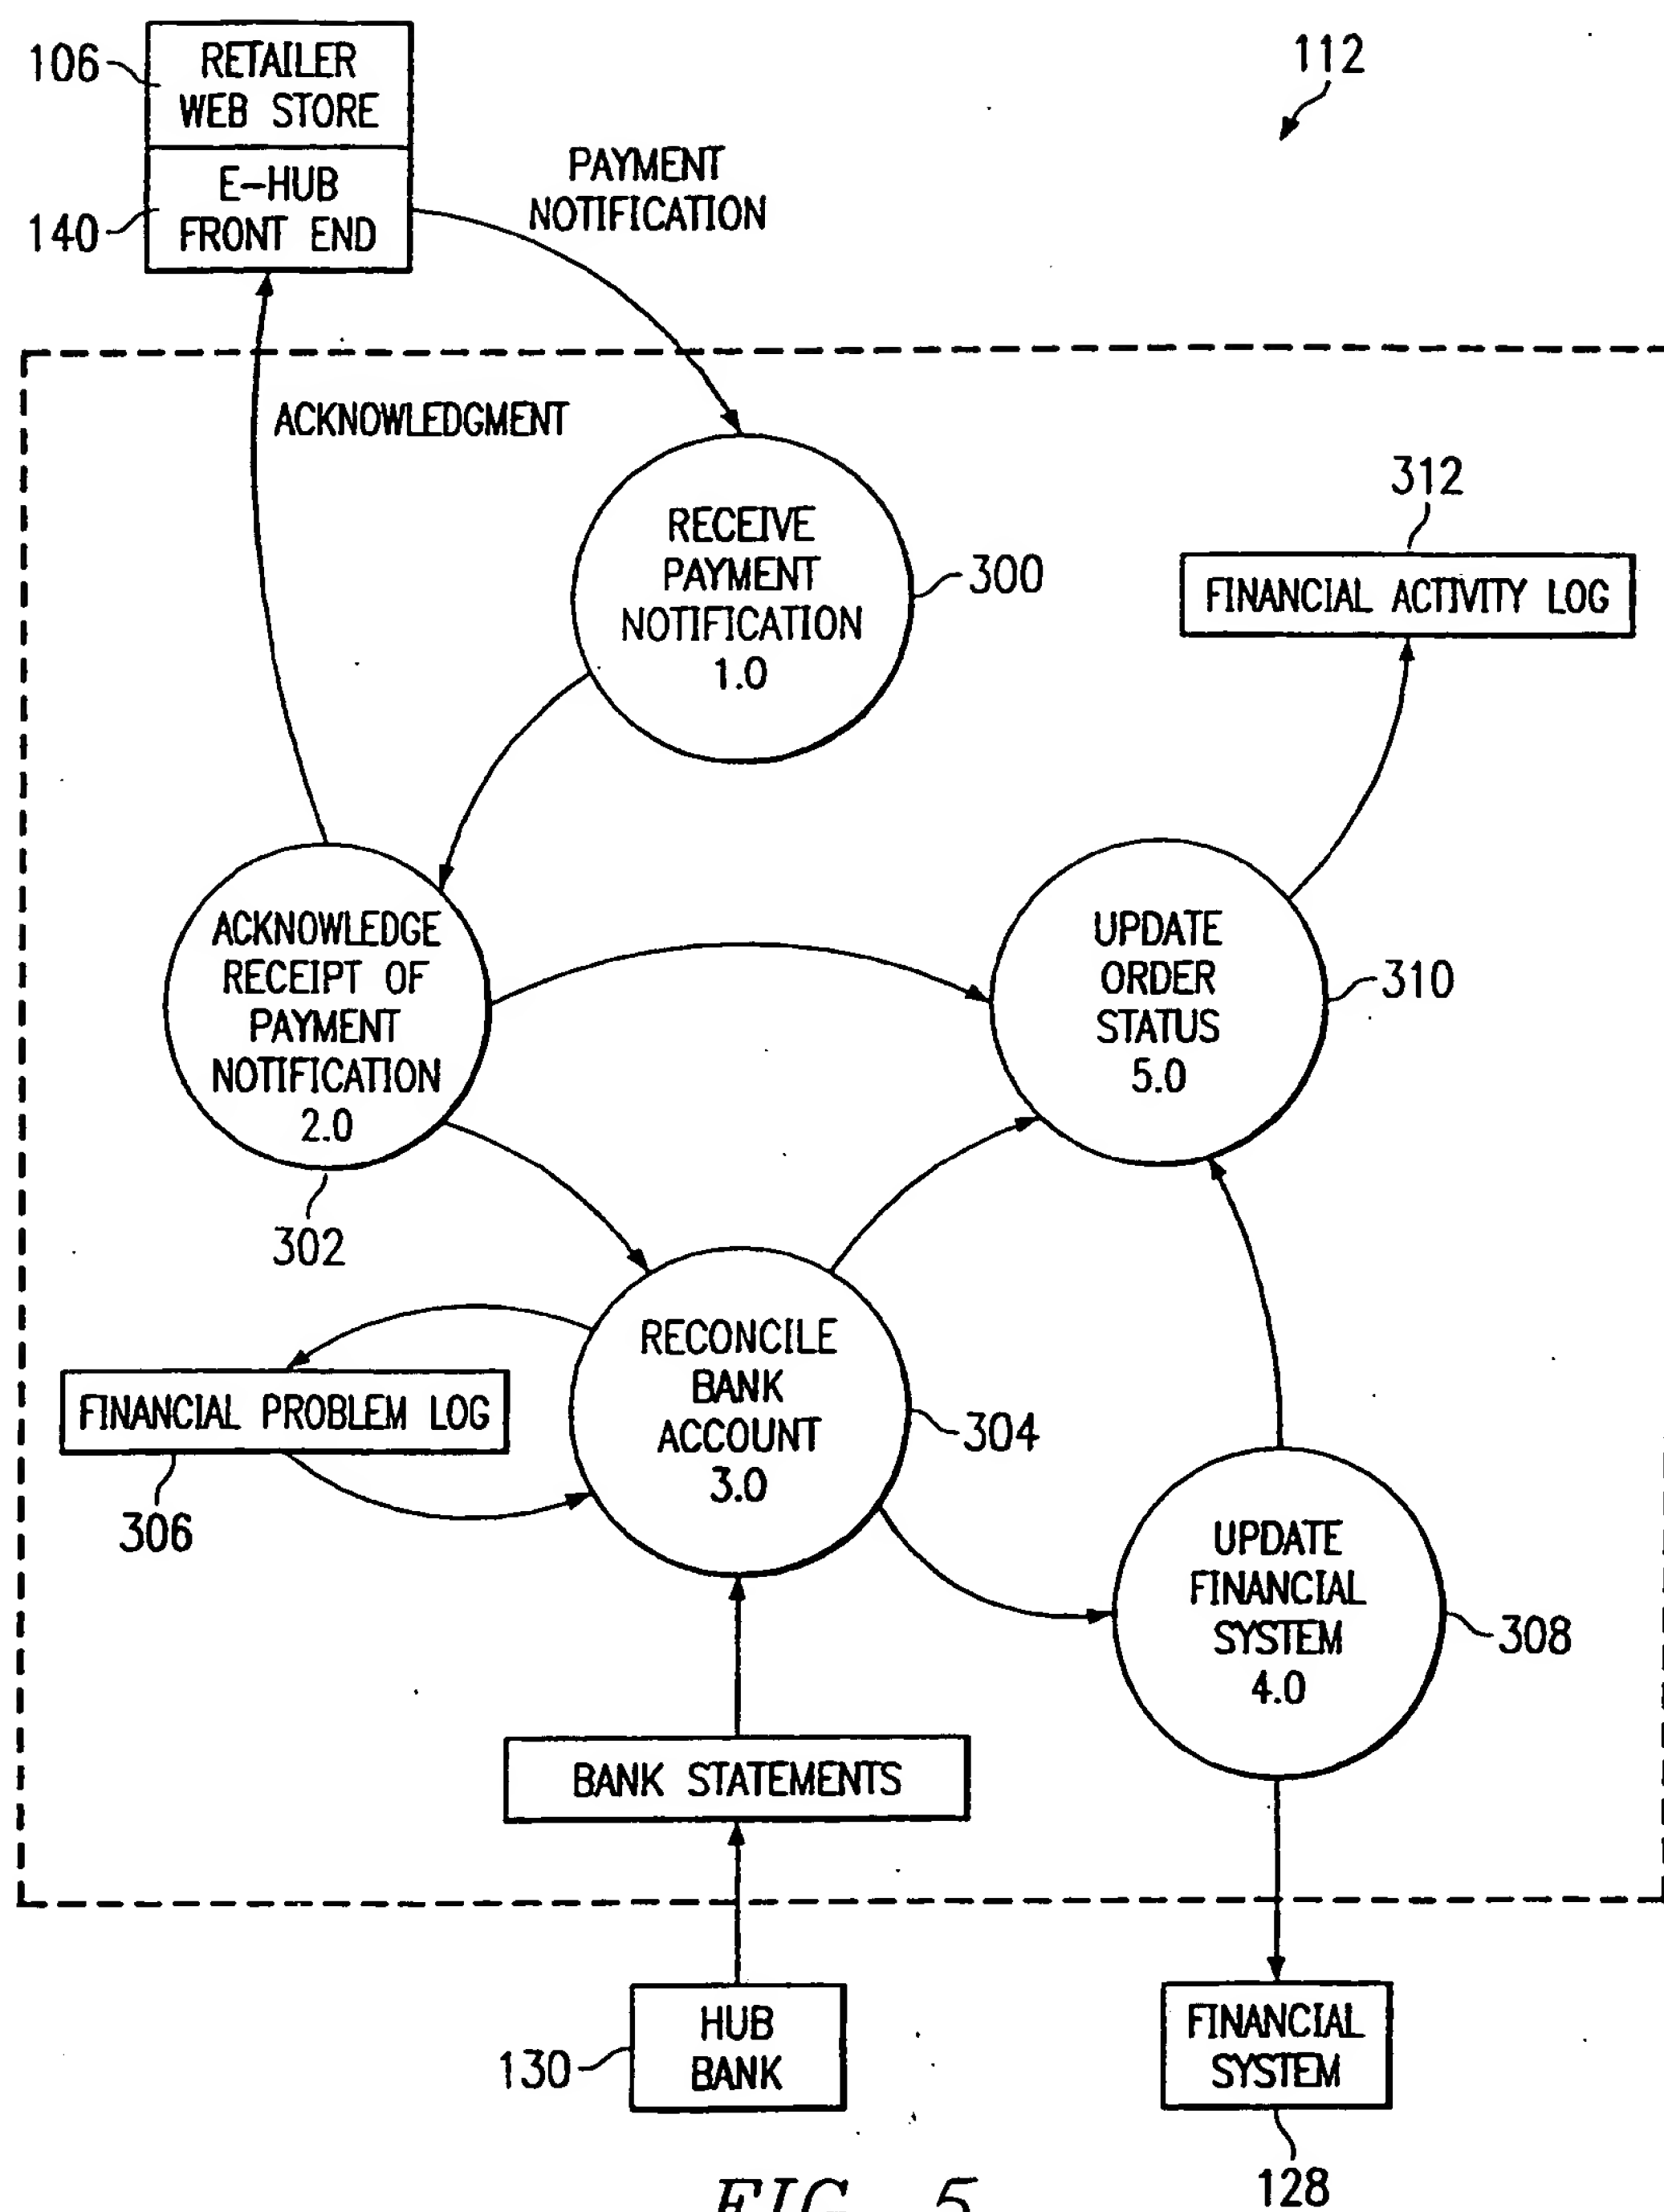 106
RETAILER
WEB STORE
112
140
E-HUB
FRONT END
PAYMENT
NOTIFICATION
ACKNOWLEDGMENT
RECEIVE
PAYMENT
NOTIFICATION
1.0
300
312
FINANCIAL ACTIVITY LOG
ACKNOWLEDGE
RECEIPT OF
PAYMENT
NOTIFICATION
2.0
302
UPDATE
ORDER
STATUS
5.0
310
RECONCILE
BANK
ACCOUNT
3.0
304
FINANCIAL PROBLEM LOG
306
UPDATE
FINANCIAL
SYSTEM
4.0
308
BANK STATEMENTS
HUB
BANK
130
FINANCIAL
SYSTEM
128
FIG. 5